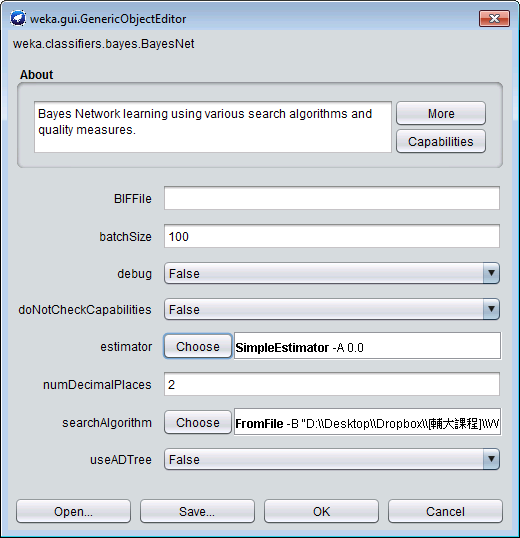 weka.gui.GenericObjectEditor
weka.classifiers.bayes.BayesNet
About
Bayes Network learning using various search algorithms and
quality measures.
More
Capabilities
BIFFile
batchSize 100
debug False
doNotCheckCapabilities False
estimator Choose SimpleEstimator -A 0.0
numDecimalPlaces 2
searchAlgorithm Choose FromFile -B "D:\\Desktop\\Dropbox\\[輔大課程]\\W
useADTree False
Open... Save... OK Cancel